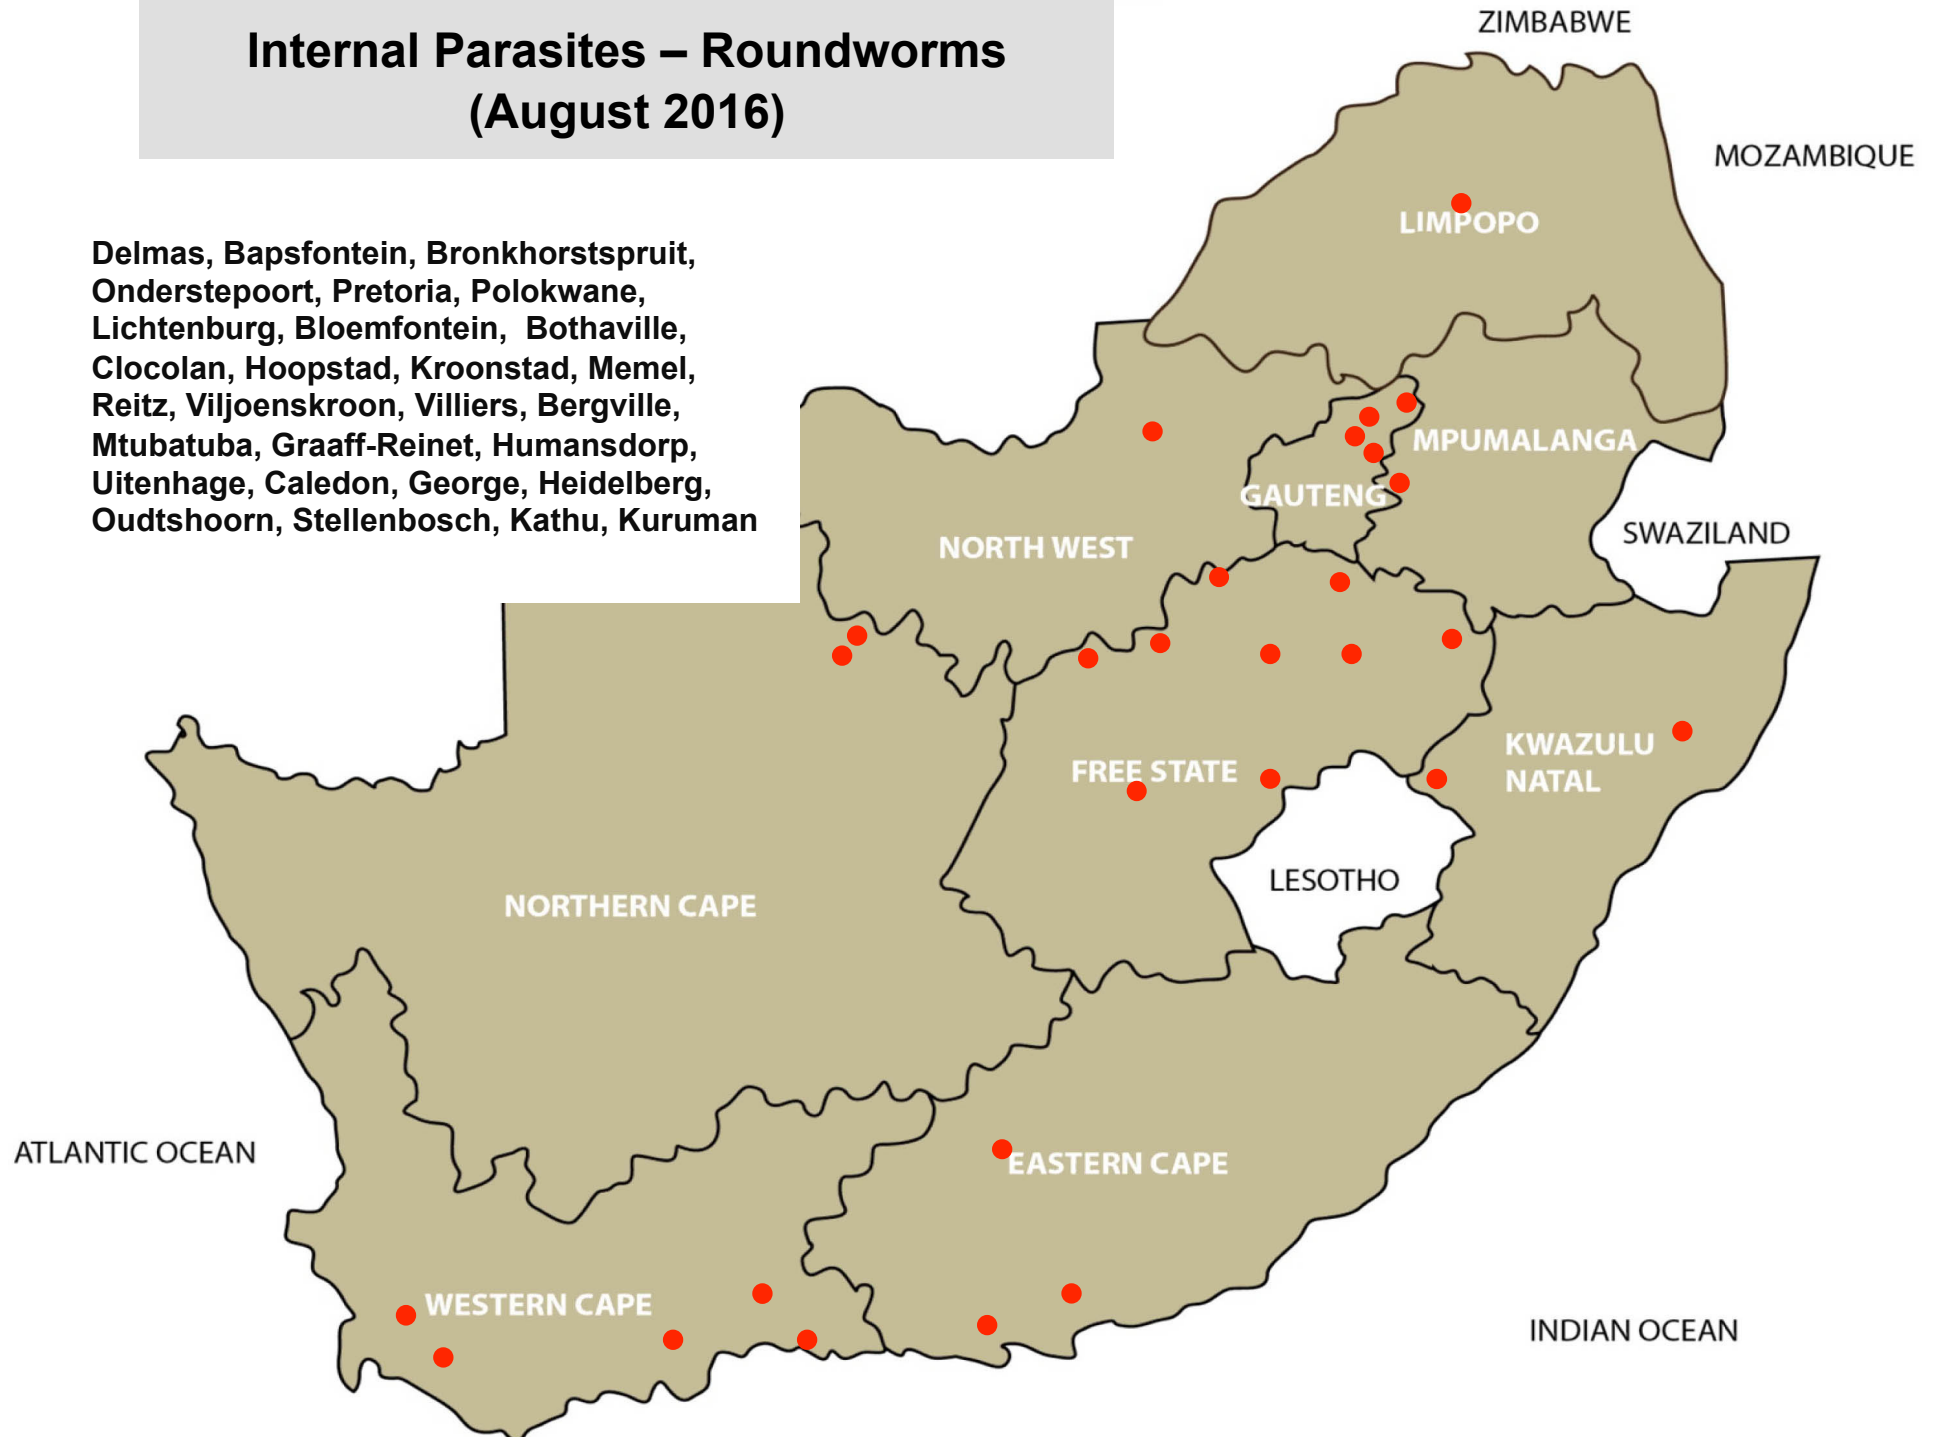 Internal Parasites – Roundworms
(August 2016)
Delmas, Bapsfontein, Bronkhorstspruit,
Onderstepoort, Pretoria, Polokwane,
Lichtenburg, Bloemfontein, Bothaville,
Clocolan, Hoopstad, Kroonstad, Memel,
Reitz, Viljoenskroon, Villiers, Bergville,
Mtubatuba, Graaff-Reinet, Humansdorp,
Uitenhage, Caledon, George, Heidelberg,
Oudtshoorn, Stellenbosch, Kathu, Kuruman
ZIMBABWE
MOZAMBIQUE
LIMPOPO
MPUMALANGA
GAUTENG
SWAZILAND
NORTH WEST
KWAZULU
NATAL
FREE STATE
LESOTHO
NORTHERN CAPE
ATLANTIC OCEAN
EASTERN CAPE
WESTERN CAPE
INDIAN OCEAN